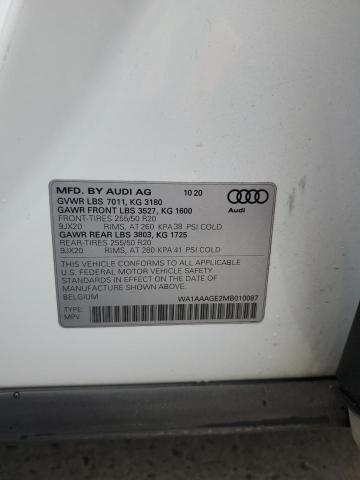 MFD. BY AUDI AG 10 20
GVWR LBS 7011, KG 3180
GAWR FRONT LBS 3527, KG 1600
FRONT-TIRES 255/50 R20
9JX20 RIMS, AT 260 KPA 38 PSI COLD
GAWR REAR LBS 3803, KG 1725
REAR-TIRES 255/50 R20
9JX20 RIMS, AT 280 KPA 41 PSI COLD
Audi
THIS VEHICLE CONFORMS TO ALL APPLICABLE
U.S. FEDERAL MOTOR VEHICLE SAFETY
STANDARDS IN EFFECT ON THE DATE OF
MANUFACTURE SHOWN ABOVE.
BELGIUM WA1AAAGE2MB010087
TYPE:
MPV